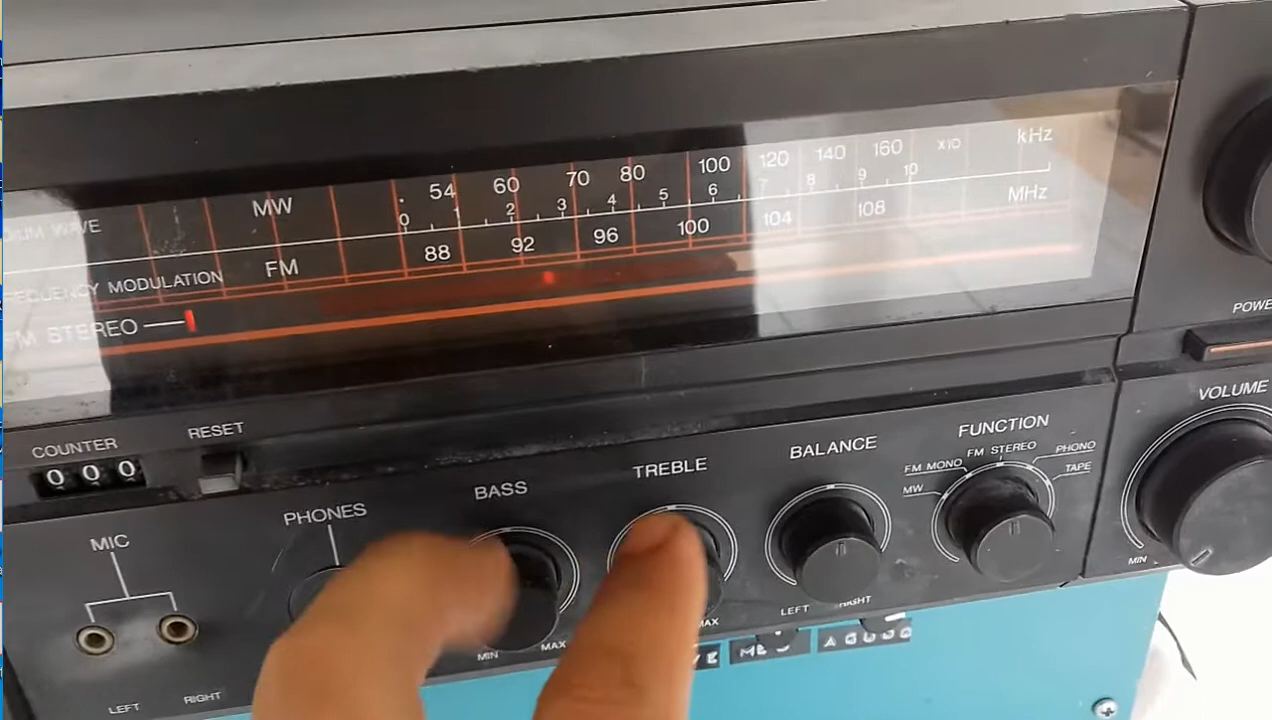 54 60 70 80 100 120 140 160 X10 kHz
MW
DIUM WAVE
0 1 2 3 4 5 6 7 8 9 10
88 92 96 100 104 108 MHz
FREQUENCY MODULATION FM
FM STEREO
POWE
COUNTER RESET
000
MIC
LEFT RIGHT
PHONES
BASS
MIN MAX
TREBLE
MAX
BALANCE
LEFT RIGHT
FUNCTION
MW FM MONO FM STEREO PHONO TAPE
VOLUME
MIN